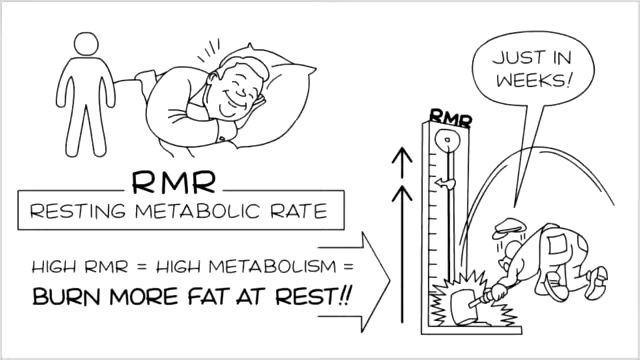 JUST IN
WEEKS!
RMR
RMR
RESTING METABOLIC RATE
HIGH RMR = HIGH METABOLISM =
BURN MORE FAT AT REST!!